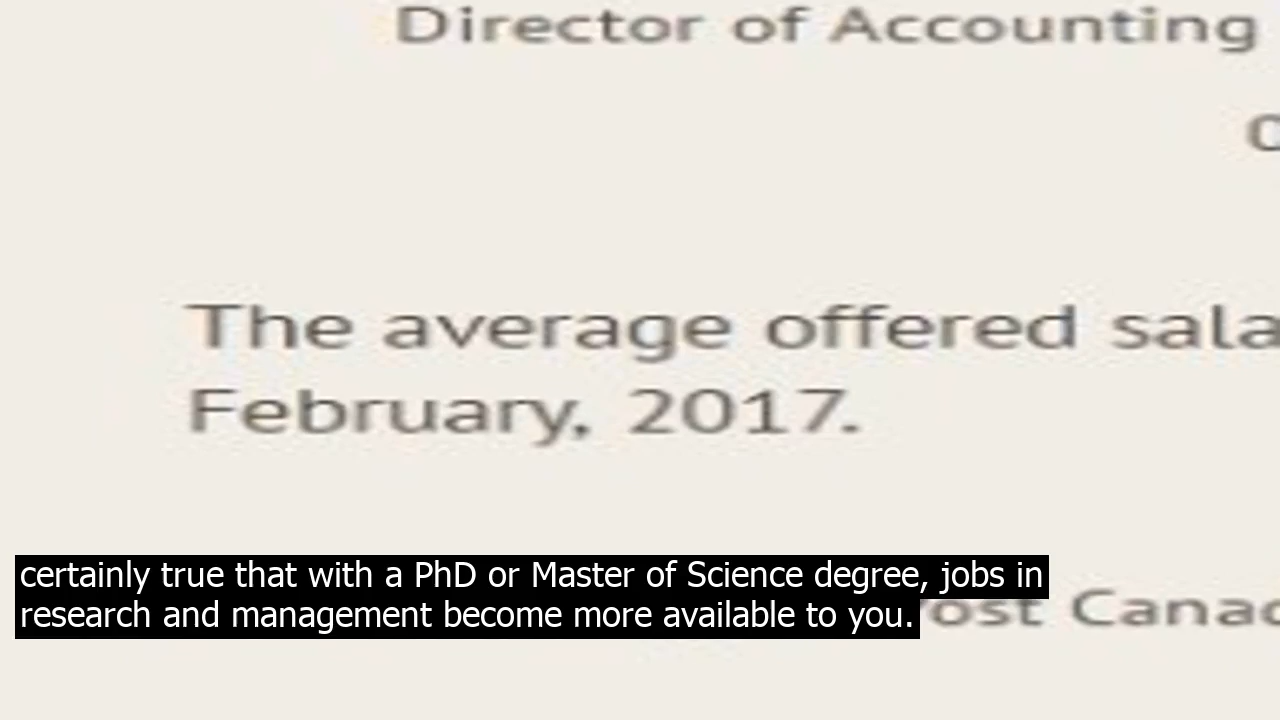 Director of Accounting
The average offered
February, 2017.
certainly true that with a PhD or Master of Science degree, jobs in
research and management become more available to you.